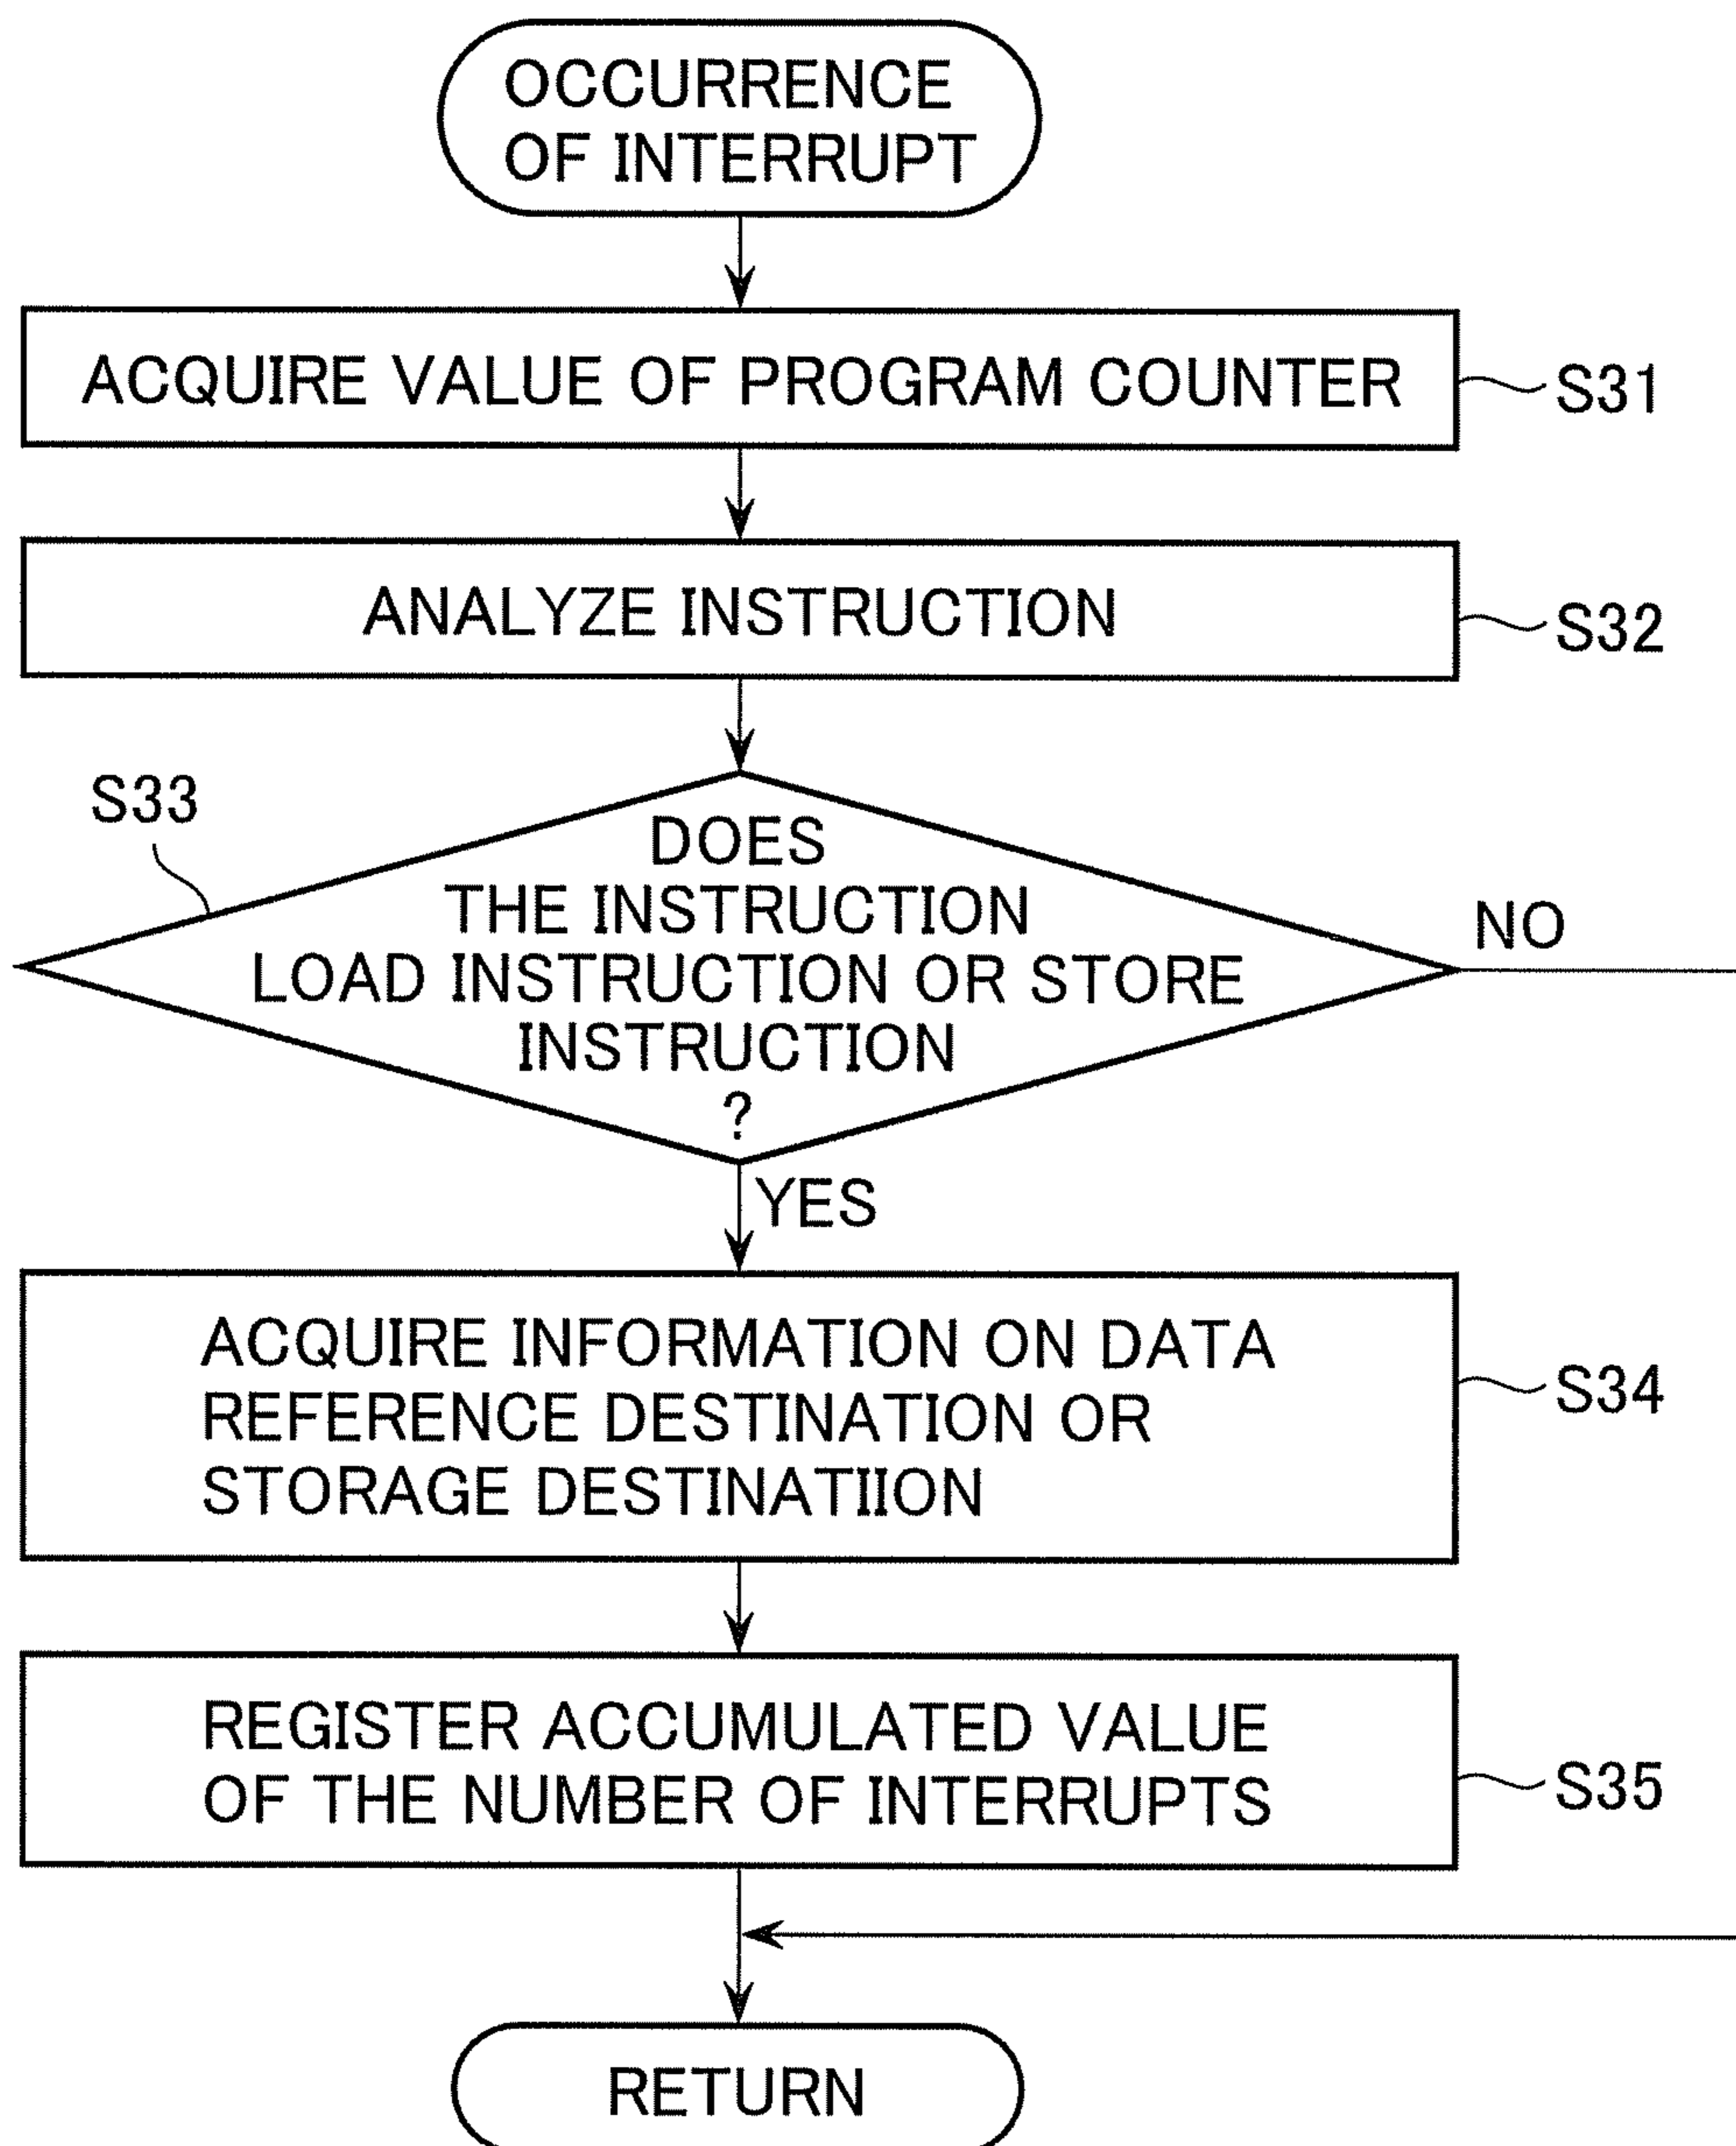 OCCURRENCE
OF INTERRUPT
ACQUIRE VALUE OF PROGRAM COUNTER
S31
ANALYZE INSTRUCTION
S32
S33
DOES
THE INSTRUCTION
LOAD INSTRUCTION OR STORE
INSTRUCTION
?
NO
YES
ACQUIRE INFORMATION ON DATA
REFERENCE DESTINATION OR
STORAGE DESTINATIION
S34
REGISTER ACCUMULATED VALUE
OF THE NUMBER OF INTERRUPTS
S35
RETURN